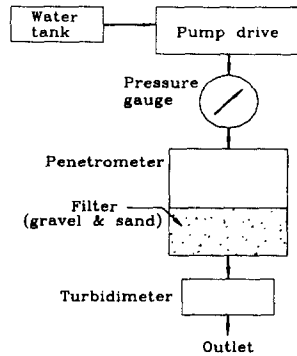 Water
tank
Pump drive
Pressure
gauge
Penetrometer
Filter
(gravel & sand)
Turbidimeter
Outlet